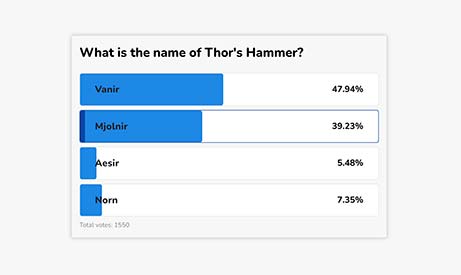 What is the name of Thor's Hammer?
Vanir 47.94%
Mjolnir 39.23%
Aesir 5.48%
Norn 7.35%
Total votes: 1550